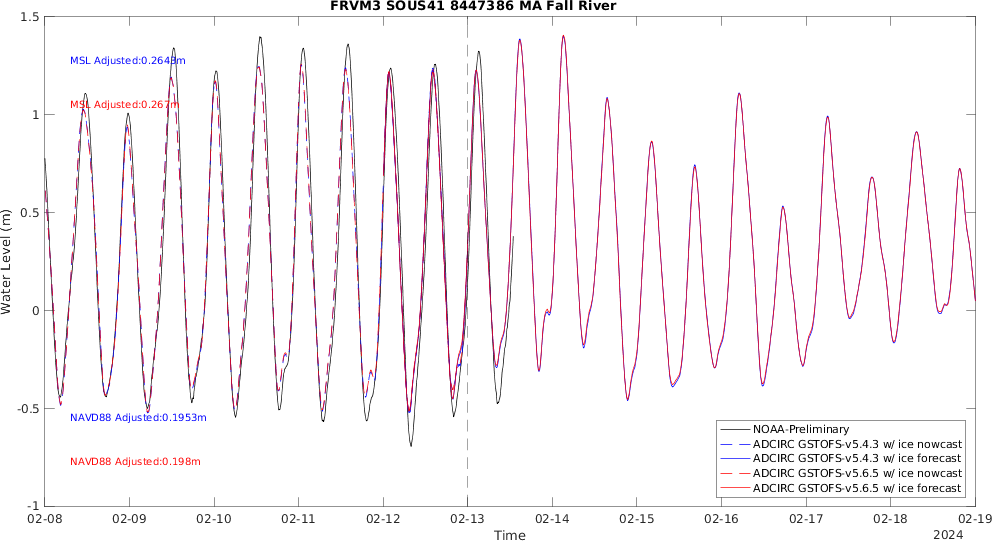 FRVM3 SOUS41 8447386 MA Fall River
1.5
1
0.5
0
-0.5
-1
Water Level (m)
MSL Adjusted:0.2643m
MSL Adjusted:0.267m
NAVD88 Adjusted:0.1953m
NAVD88 Adjusted:0.198m
NOAA-Preliminary
ADCIRC GSTOFS-v5.4.3 w/ ice nowcast
ADCIRC GSTOFS-v5.4.3 w/ ice forecast
ADCIRC GSTOFS-v5.6.5 w/ ice nowcast
ADCIRC GSTOFS-v5.6.5 w/ ice forecast
02-08 02-09 02-10 02-11 02-12 02-13 02-14 02-15 02-16 02-17 02-18 02-19
Time
2024